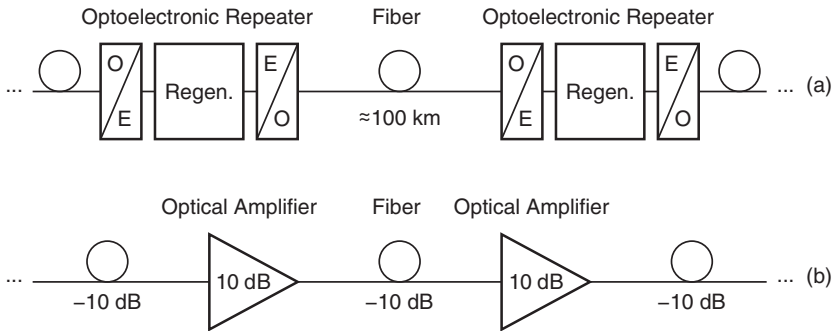 Optoelectronic Repeater Fiber Optoelectronic Repeater
... O E Regen. E O O E Regen. E O ... (a)
≈100 km
Optical Amplifier Fiber Optical Amplifier
... 10 dB 10 dB ... (b)
−10 dB −10 dB −10 dB